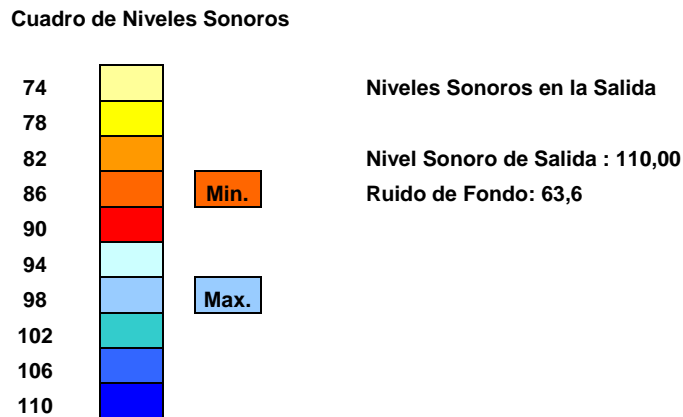 Cuadro de Niveles Sonoros
74 Niveles Sonoros en la Salida
78
82 Nivel Sonoro de Salida : 110,00
86 Min. Ruido de Fondo: 63,6
90
94
98 Max.
102
106
110